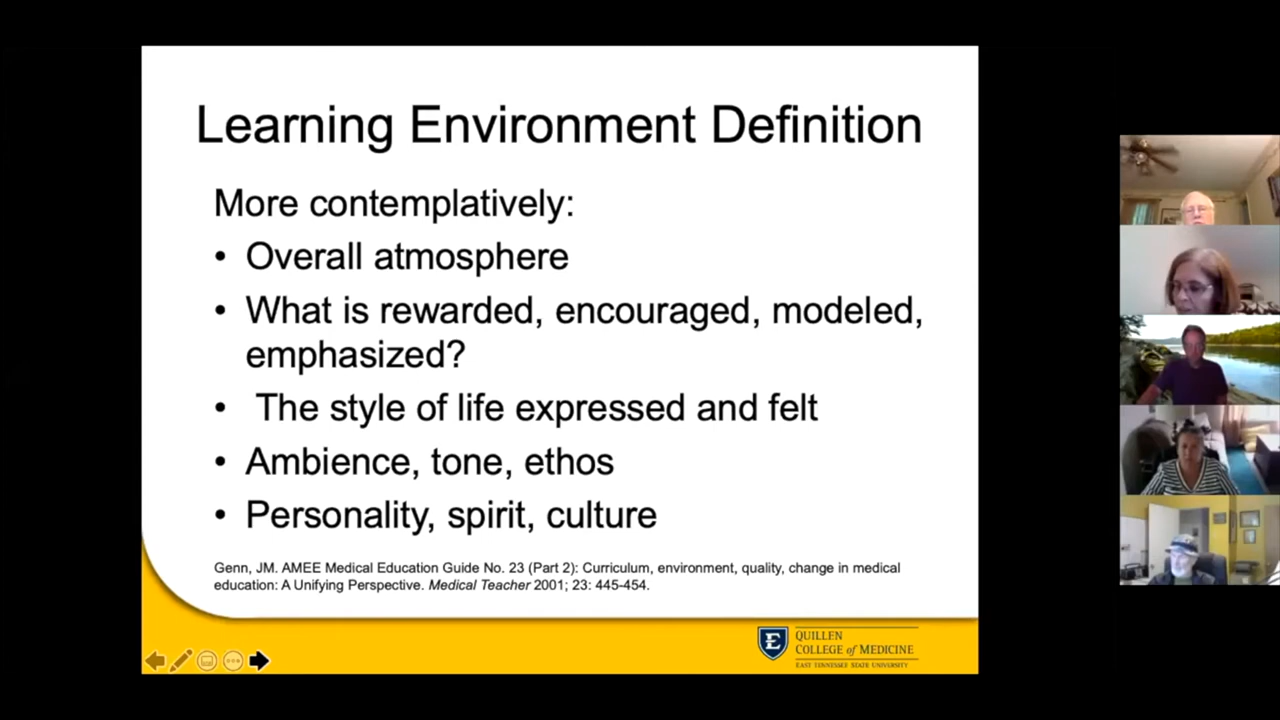 Learning Environment Definition
More contemplatively:
• Overall atmosphere
• What is rewarded, encouraged, modeled,
emphasized?
• The style of life expressed and felt
• Ambience, tone, ethos
• Personality, spirit, culture
Genn, JM. AMEE Medical Education Guide No. 23 (Part 2): Curriculum, environment, quality, change in medical
education: A Unifying Perspective. Medical Teacher 2001; 23: 445-454.
E
QUILLEN
COLLEGE of MEDICINE
EAST TENNESSEE STATE UNIVERSITY